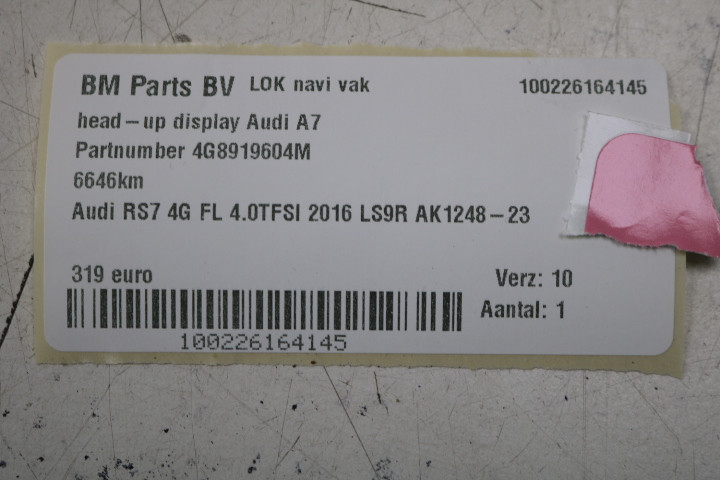 BM Parts BV LOK navi vak 100226164145
head-up display Audi A7
Partnumber 4G8919604M
6646km
Audi RS7 4G FL 4.0TFSI 2016 LS9R AK1248-23
319 euro Verz: 10
Aantal: 1
100226164145